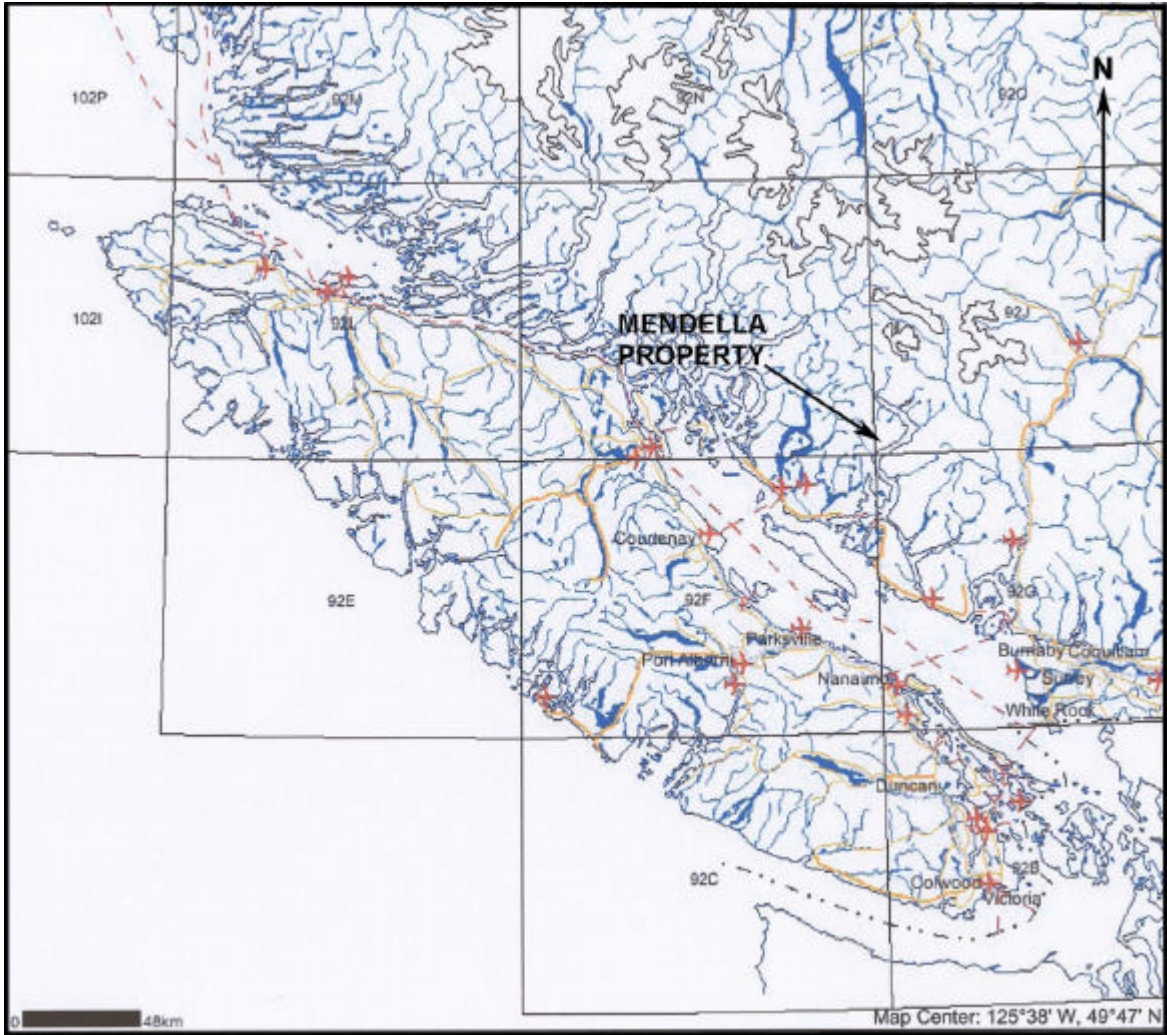 102P
92M
92N
92O
N
102I
92L
92J
MENDELLA
PROPERTY
Courtenay
92E
92F
92G
Parksville
Port Alberni
Burnaby Coquitlam
Nanaimo
Surrey
White Rock
Duncan
92C
92B
Colwood
Victoria
0 48km
Map Center: 125°38' W, 49°47' N